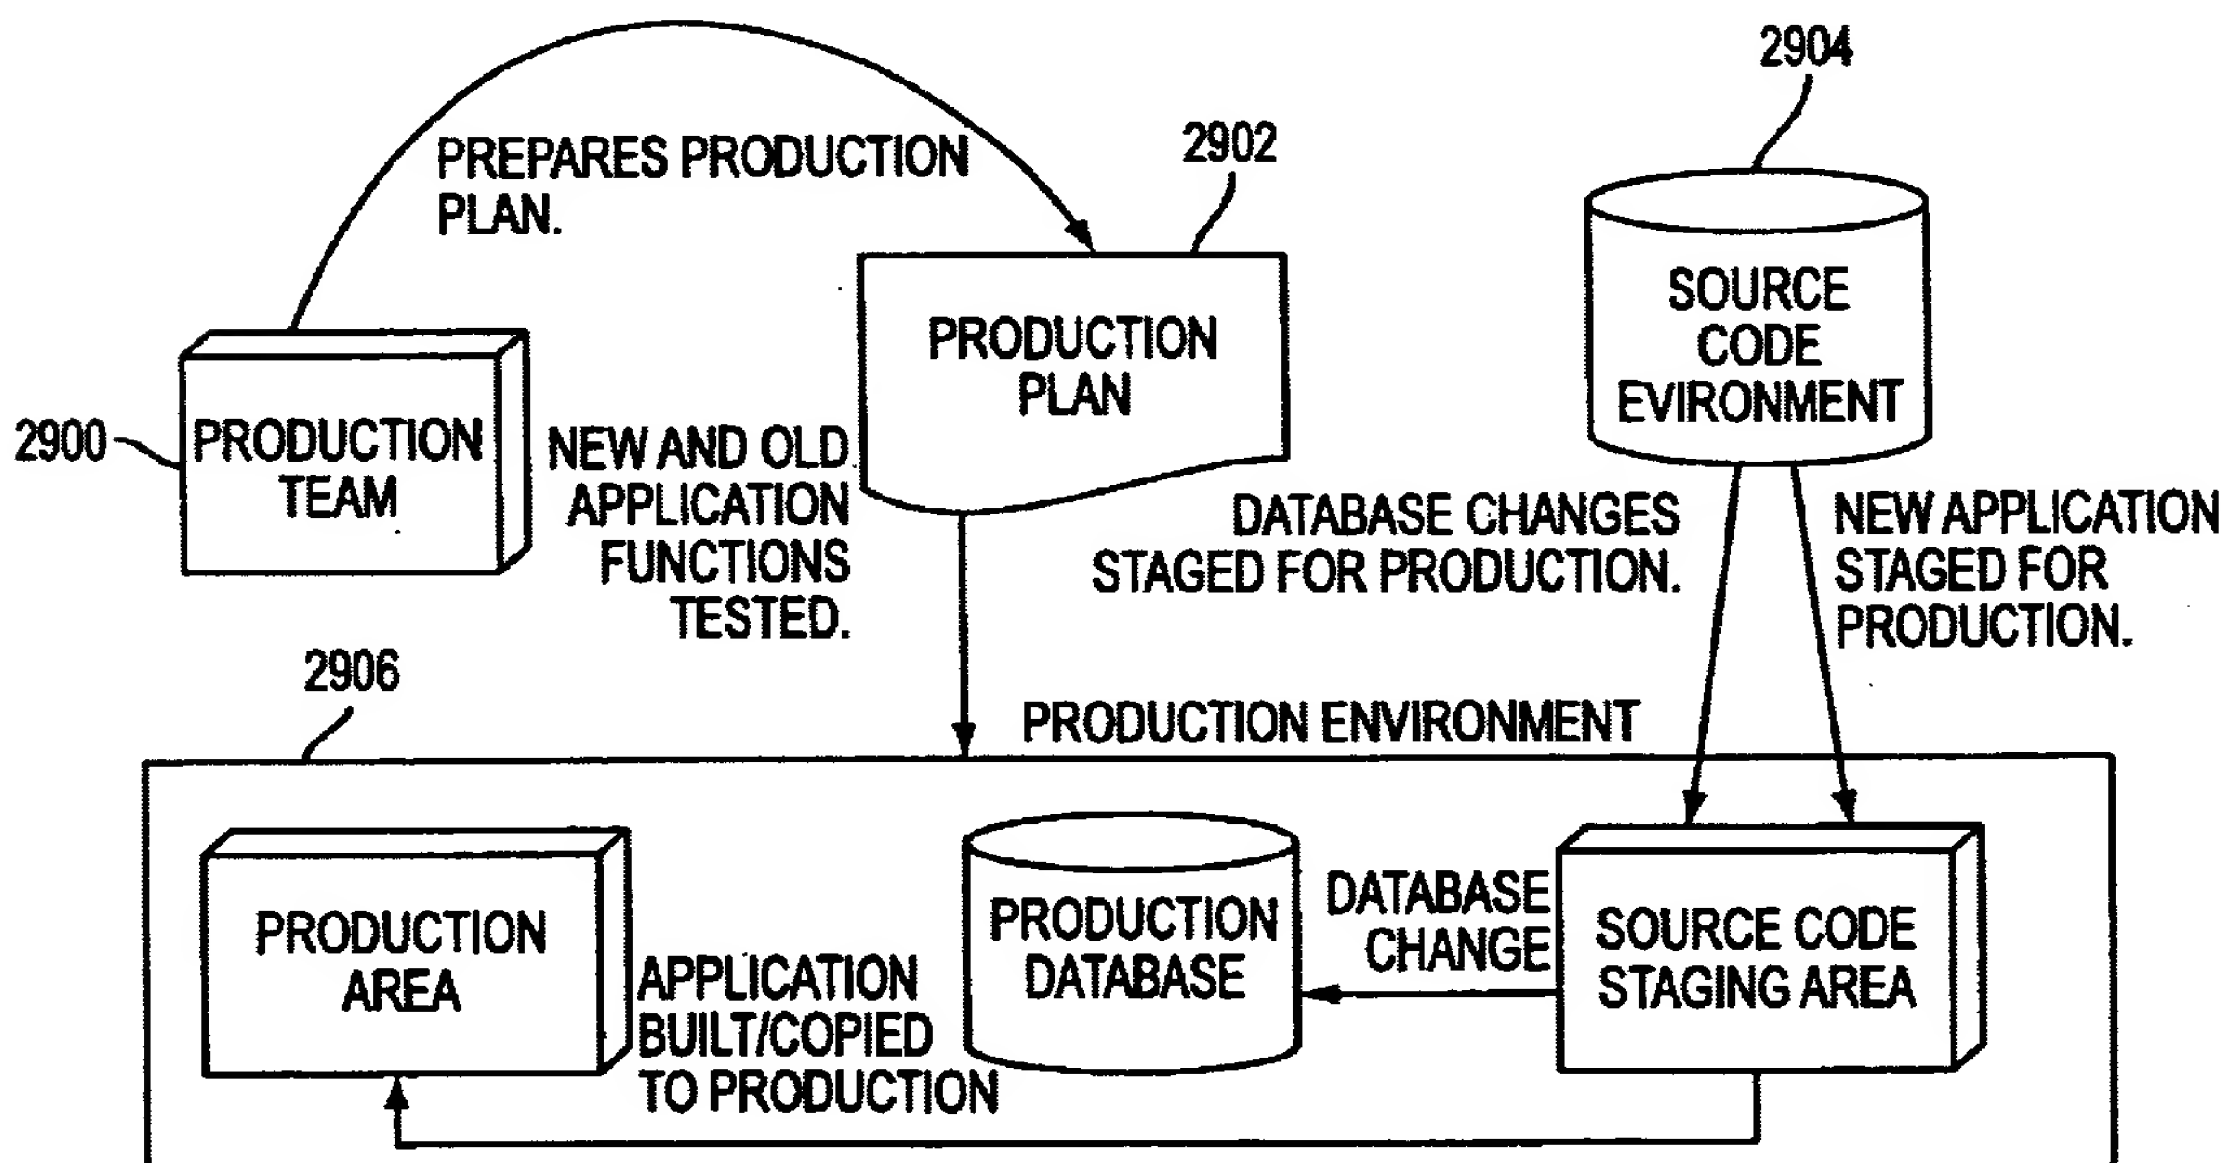 2904
2902
PREPARES PRODUCTION
PLAN.
SOURCE
CODE
EVIRONMENT
PRODUCTION
PLAN
2900
PRODUCTION
TEAM
NEW AND OLD
APPLICATION
FUNCTIONS
TESTED.
DATABASE CHANGES
STAGED FOR PRODUCTION.
NEW APPLICATION
STAGED FOR
PRODUCTION.
2906
PRODUCTION ENVIRONMENT
PRODUCTION
AREA
APPLICATION
BUILT/COPIED
TO PRODUCTION
PRODUCTION
DATABASE
DATABASE
CHANGE
SOURCE CODE
STAGING AREA